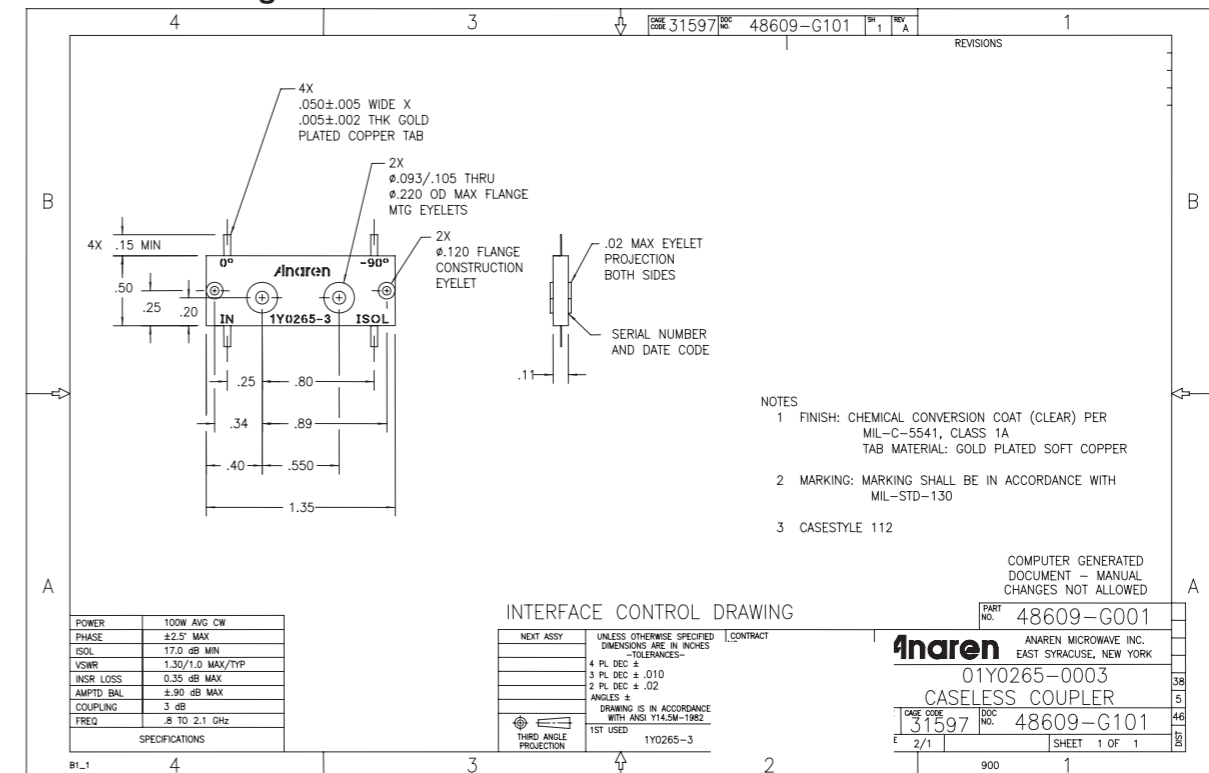 4
3
CAGE CODE 31597 DOC NO. 48609-G101 SH 1 REV A
1
REVISIONS
4X
.050±.005 WIDE X
.005±.002 THK GOLD
PLATED COPPER TAB
2X
ø.093/.105 THRU
ø.220 OD MAX FLANGE
MTG EYELETS
B
B
2X
ø.120 FLANGE
CONSTRUCTION
EYELET
4X .15 MIN
.02 MAX EYELET
PROJECTION
BOTH SIDES
0° -90°
Anaren
.50
.25
.20
IN 1Y0265-3 ISOL
SERIAL NUMBER
AND DATE CODE
.11
.25 .80
.34 .89
.40 .550
1.35
NOTES
1 FINISH: CHEMICAL CONVERSION COAT (CLEAR) PER
MIL-C-5541, CLASS 1A
TAB MATERIAL: GOLD PLATED SOFT COPPER
2 MARKING: MARKING SHALL BE IN ACCORDANCE WITH
MIL-STD-130
3 CASESTYLE 112
COMPUTER GENERATED
DOCUMENT - MANUAL
CHANGES NOT ALLOWED
A
A
INTERFACE CONTROL DRAWING
POWER 100W AVG CW
PHASE ±2.5° MAX
ISOL 17.0 dB MIN
VSWR 1.30/1.0 MAX/TYP
INSR LOSS 0.35 dB MAX
AMPTD BAL ±.90 dB MAX
COUPLING 3 dB
FREQ .8 TO 2.1 GHz
SPECIFICATIONS
NEXT ASSY
THIRD ANGLE
PROJECTION
UNLESS OTHERWISE SPECIFIED
DIMENSIONS ARE IN INCHES
-TOLERANCES-
4 PL DEC ±
3 PL DEC ± .010
2 PL DEC ± .02
ANGLES ±
DRAWING IS IN ACCORDANCE
WITH ANSI Y14.5M-1982
1ST USED
1Y0265-3
CONTRACT
PART NO. 48609-G001
Anaren
ANAREN MICROWAVE INC.
EAST SYRACUSE, NEW YORK
01Y0265-0003
CASELESS COUPLER
CAGE CODE 31597 DOC NO. 48609-G101
2/1 SHEET 1 OF 1
38
5
46
DIST
B1_1
4
3
2
900
1